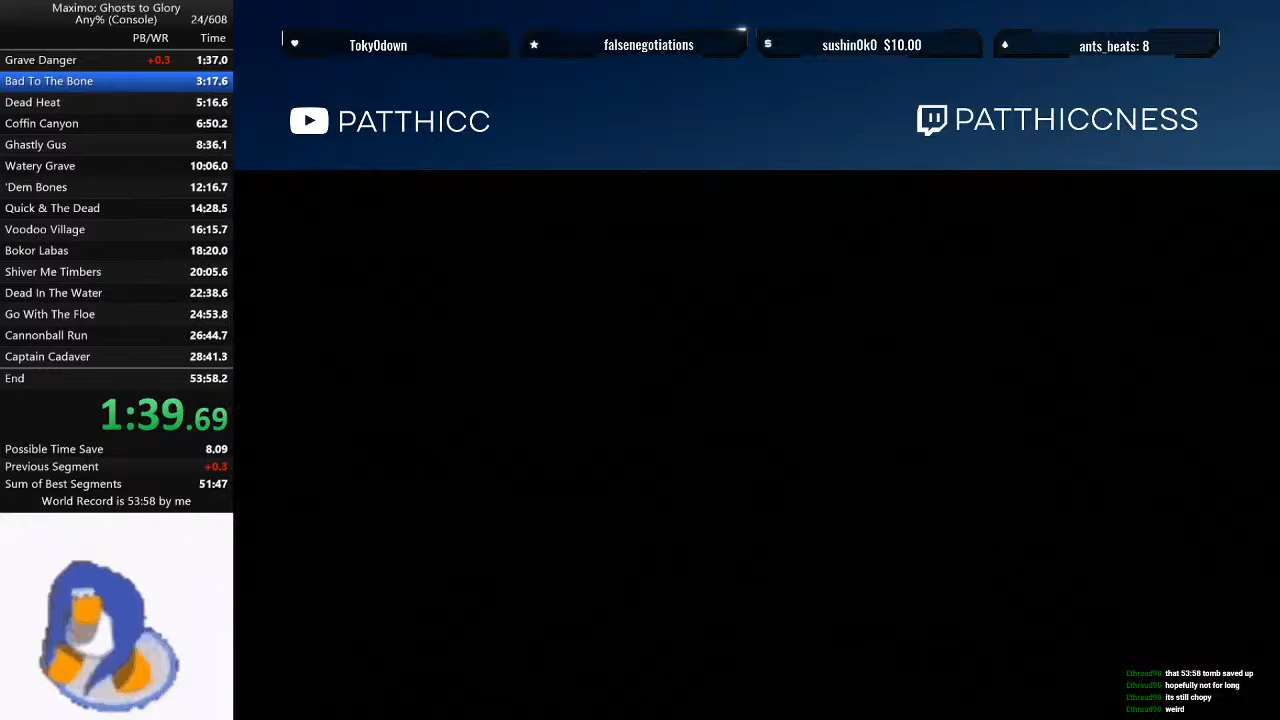 Maximo: Ghosts to Glory
Any% (Console) 24/608
PB/WR Time
Grave Danger +0.3 1:37.0
Bad To The Bone 3:17.6
Dead Heat 5:16.6
Coffin Canyon 6:50.2
Ghastly Gus 8:36.1
Watery Grave 10:06.0
'Dem Bones 12:16.7
Quick & The Dead 14:28.5
Voodoo Village 16:15.7
Bokor Labas 18:20.0
Shiver Me Timbers 20:05.6
Dead In The Water 22:38.6
Go With The Floe 24:53.8
Cannonball Run 26:44.7
Captain Cadaver 28:41.3
End 53:58.2
1:39.69
Possible Time Save 8.09
Previous Segment +0.3
Sum of Best Segments 51:47
World Record is 53:58 by me
Toky0down falsenegotiations sushin0k0 $10.00 ants_beats: 8
PATTHICC PATTHICCNESS
Ethraud90 that 53:58 tomb saved up
Ethraud90 hopefully not for long
Ethraud90 its still chopy
Ethraud90 weird